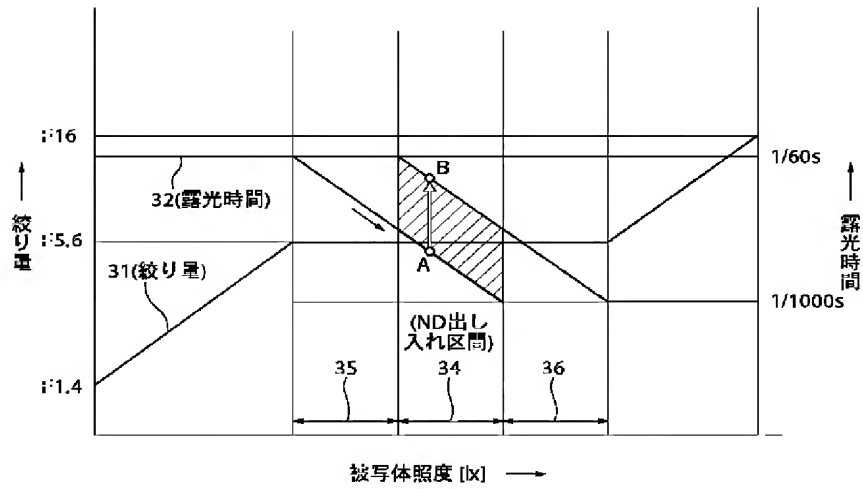 F16
1/60s
B
32(露光時間)
絞り量
露光時間
F5.6
A
31(絞り量)
1/1000s
(ND出し
入れ区間)
35
34
36
F1.4
被写体照度 [lx]